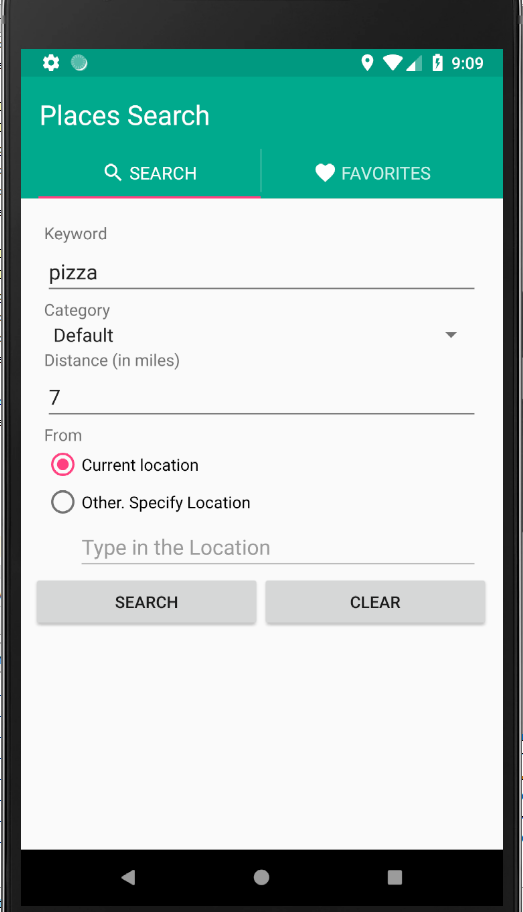 9:09
Places Search
SEARCH FAVORITES
Keyword
pizza
Category
Default
Distance (in miles)
7
From
Current location
Other. Specify Location
Type in the Location
SEARCH CLEAR